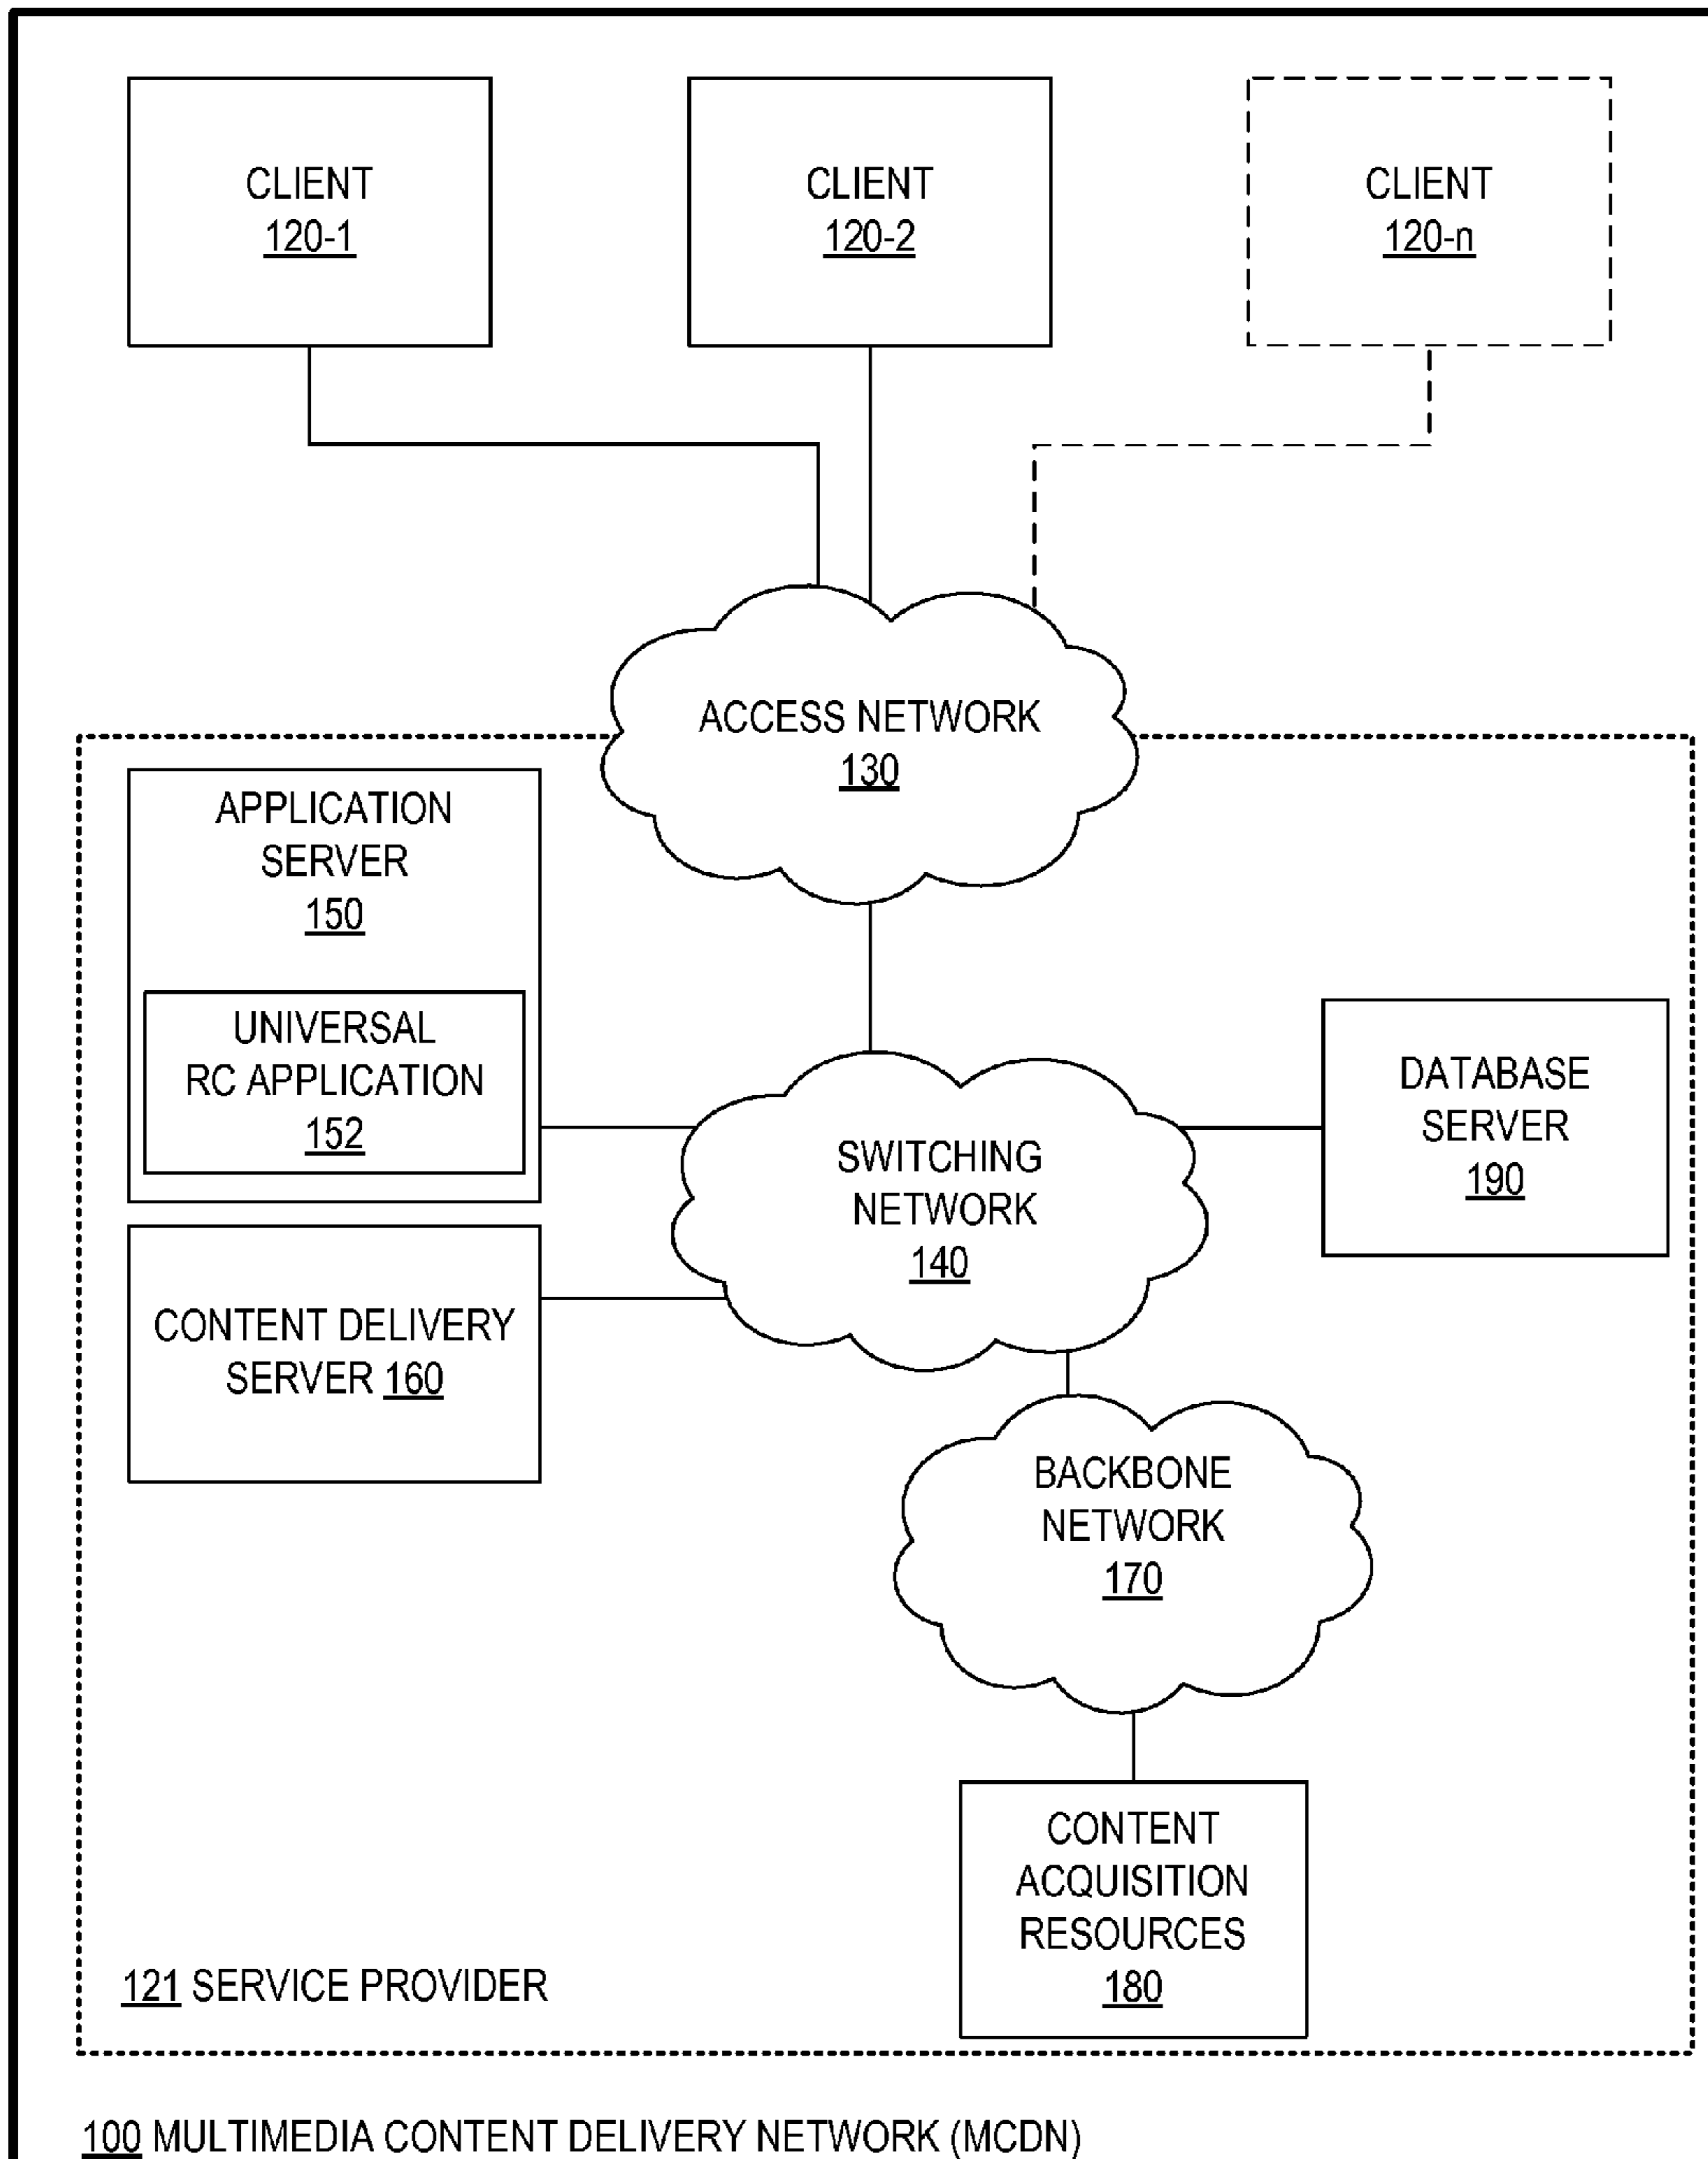 CLIENT
120-1
CLIENT
120-2
CLIENT
120-n
ACCESS NETWORK
130
APPLICATION
SERVER
150
UNIVERSAL
RC APPLICATION
152
SWITCHING
NETWORK
140
DATABASE
SERVER
190
CONTENT DELIVERY
SERVER 160
BACKBONE
NETWORK
170
CONTENT
ACQUISITION
RESOURCES
180
121 SERVICE PROVIDER
100 MULTIMEDIA CONTENT DELIVERY NETWORK (MCDN)